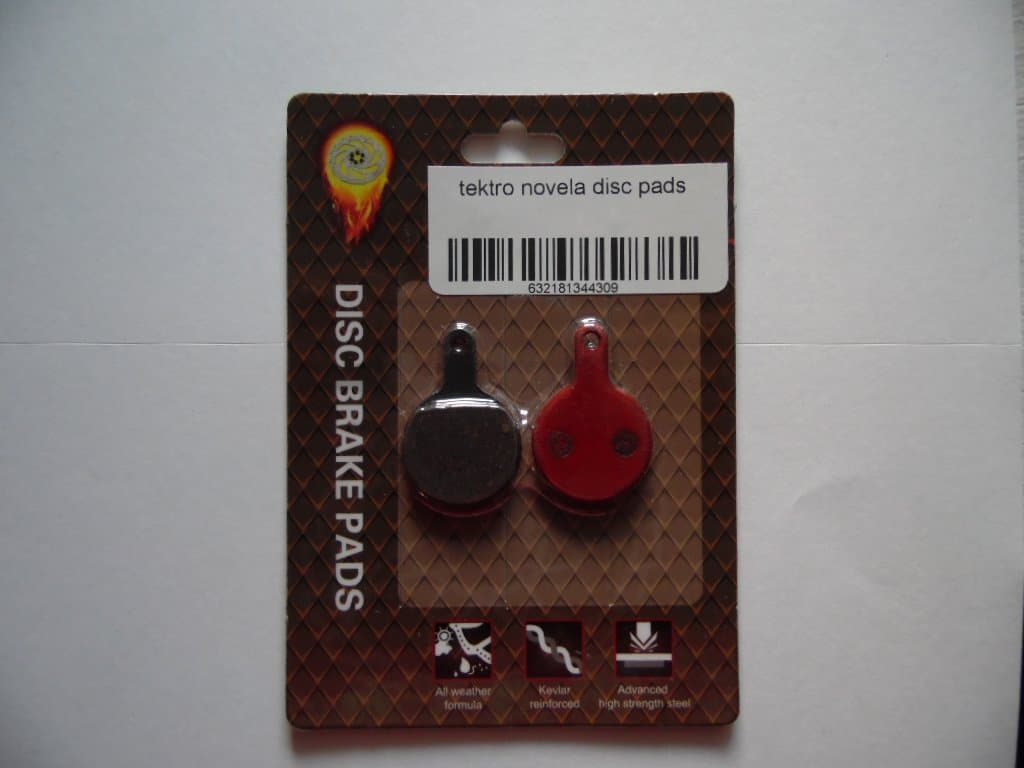 tektro novela disc pads
632181344309
DISC BRAKE PADS
All weather
formula
Kevlar
reinforced
Advanced
high strength steel